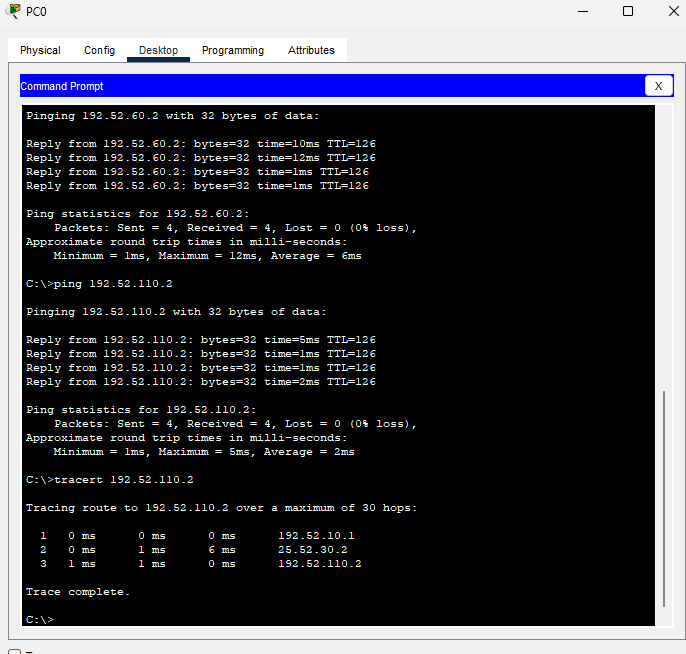 PC0
Physical Config Desktop Programming Attributes
Command Prompt X
Pinging 192.52.60.2 with 32 bytes of data:
Reply from 192.52.60.2: bytes=32 time=10ms TTL=126
Reply from 192.52.60.2: bytes=32 time=12ms TTL=126
Reply from 192.52.60.2: bytes=32 time=1ms TTL=126
Reply from 192.52.60.2: bytes=32 time=1ms TTL=126
Ping statistics for 192.52.60.2:
Packets: Sent = 4, Received = 4, Lost = 0 (0% loss),
Approximate round trip times in milli-seconds:
Minimum = 1ms, Maximum = 12ms, Average = 6ms
C:\>ping 192.52.110.2
Pinging 192.52.110.2 with 32 bytes of data:
Reply from 192.52.110.2: bytes=32 time=5ms TTL=126
Reply from 192.52.110.2: bytes=32 time=1ms TTL=126
Reply from 192.52.110.2: bytes=32 time=1ms TTL=126
Reply from 192.52.110.2: bytes=32 time=2ms TTL=126
Ping statistics for 192.52.110.2:
Packets: Sent = 4, Received = 4, Lost = 0 (0% loss),
Approximate round trip times in milli-seconds:
Minimum = 1ms, Maximum = 5ms, Average = 2ms
C:\>tracert 192.52.110.2
Tracing route to 192.52.110.2 over a maximum of 30 hops:
1 0 ms 0 ms 0 ms 192.52.10.1
2 0 ms 1 ms 6 ms 25.52.30.2
3 1 ms 1 ms 0 ms 192.52.110.2
Trace complete.
C:\>